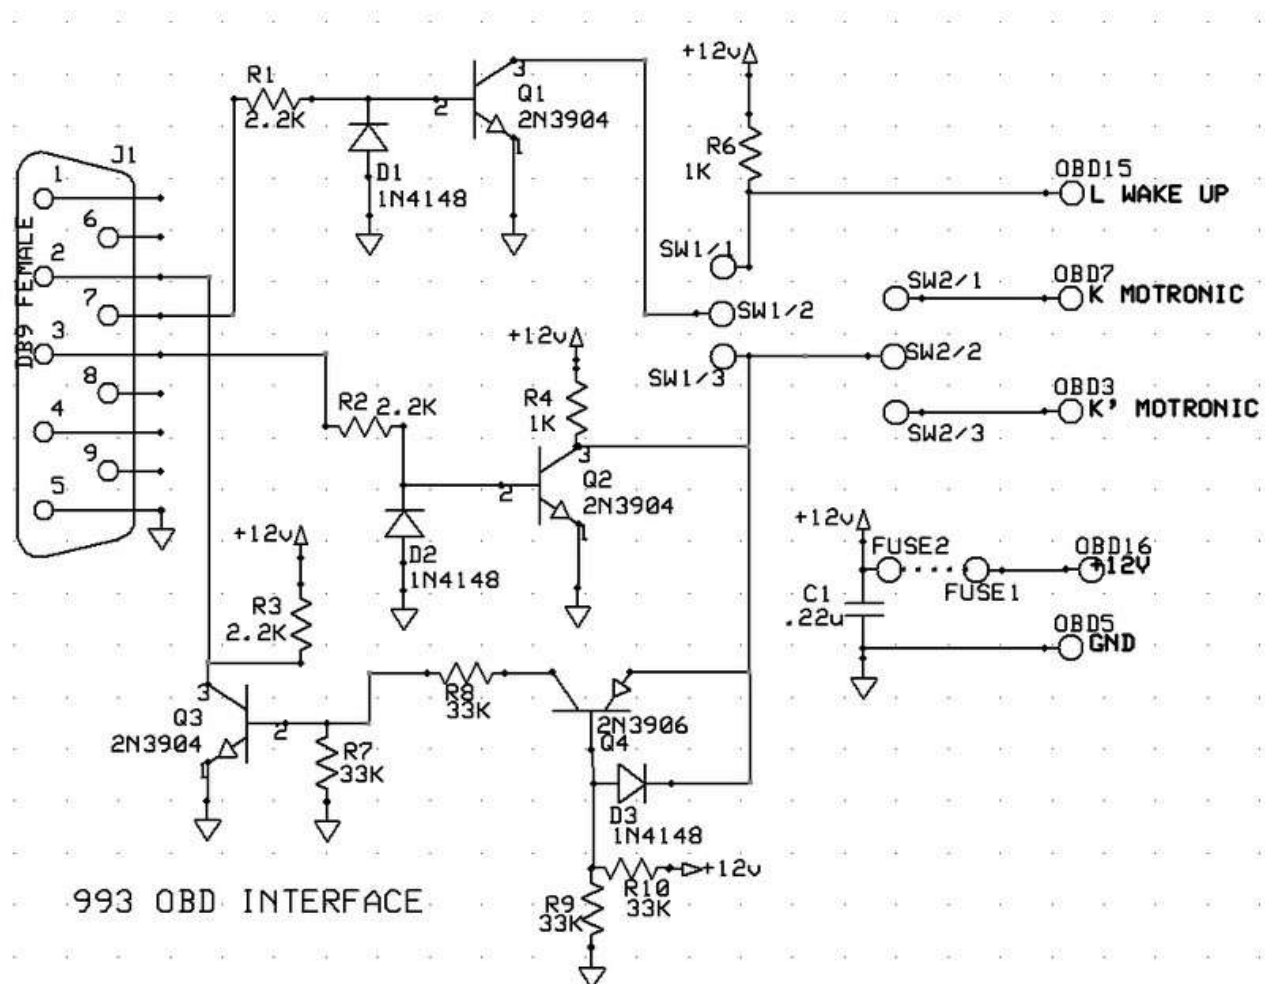 +12v
R1
2.2K
3
2
Q1
2N3904
1
D1
1N4148
R6
1K
OBD15
L WAKE UP
J1
DB9 FEMALE
1
6
2
7
3
8
4
9
5
SW1/1
SW1/2
SW1/3
SW2/1
OBD7
K MOTRONIC
SW2/2
OBD3
K' MOTRONIC
SW2/3
+12v
R4
1K
R2 2.2K
3
2
Q2
2N3904
1
D2
1N4148
+12v
R3
2.2K
+12v
FUSE2
FUSE1
OBD16
+12V
C1
.22u
OBD5
GND
3
Q3
2N3904
2
1
R7
33K
R8
33K
2N3906
Q4
D3
1N4148
+12v
R10
33K
R9
33K
993 OBD INTERFACE